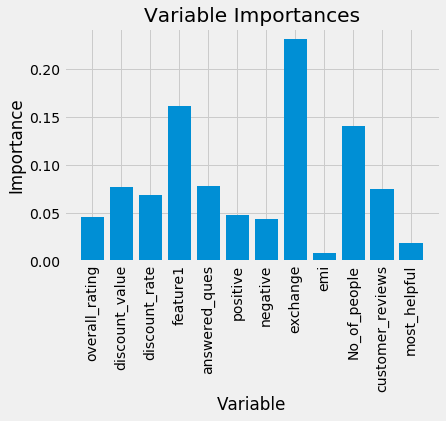 Variable Importances
Importance
0.20
0.15
0.10
0.05
0.00
overall_rating
discount_value
discount_rate
feature1
answered_ques
positive
negative
exchange
emi
No_of_people
customer_reviews
most_helpful
Variable